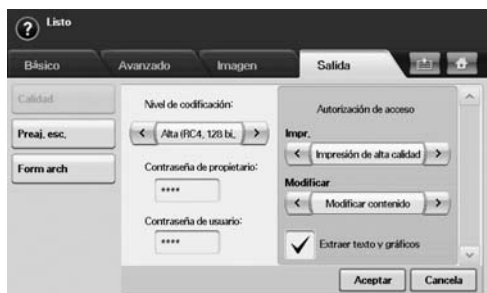 ? Listo
Básico Avanzado Imagen Salida
Calidad
Preaj. esc.
Form arch
Nivel de codificación:
< Alta (RC4, 128 bi, >
Contraseña de propietario:
****
Contraseña de usuario:
****
Autorización de acceso
Impr.
< Impresión de alta calidad >
Modificar
< Modificar contenido >
Extraer texto y gráficos
Aceptar Cancela